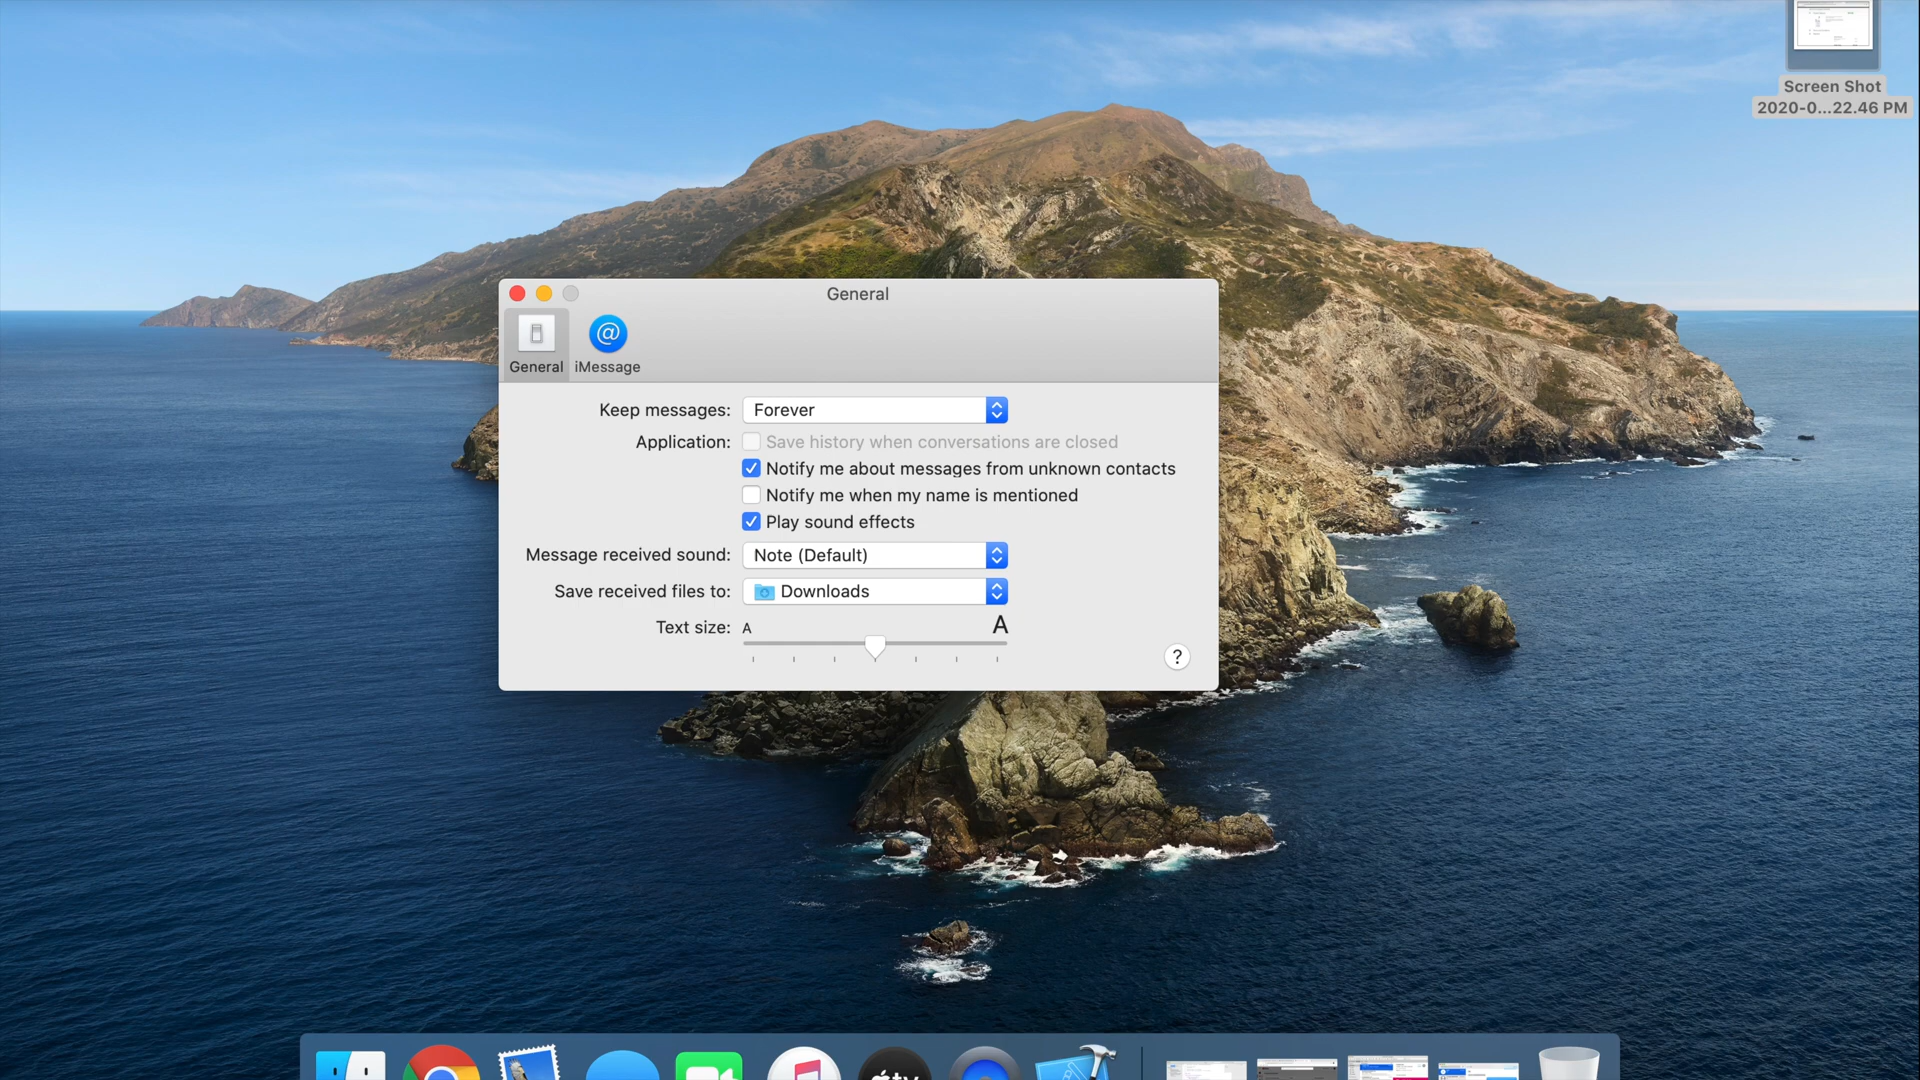 Screen Shot
2020-0...22.46 PM
General
General
iMessage
@
Keep messages: Forever
Application: Save history when conversations are closed
Notify me about messages from unknown contacts
Notify me when my name is mentioned
Play sound effects
Message received sound: Note (Default)
Save received files to: Downloads
Text size: A A
?
tv